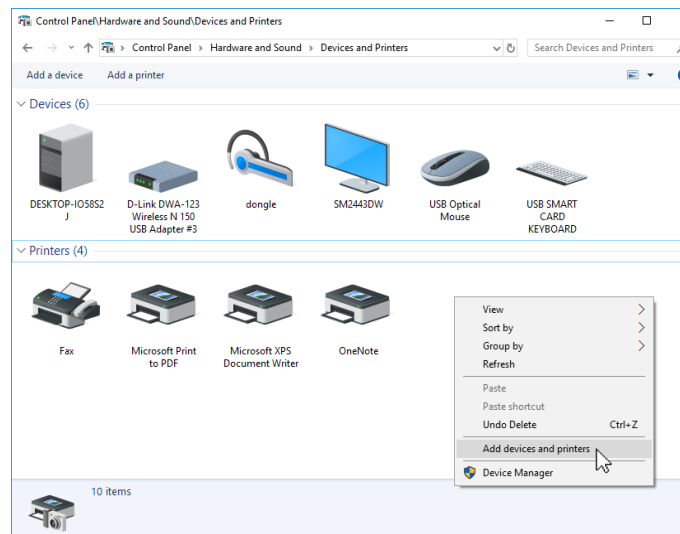 Control Panel\Hardware and Sound\Devices and Printers
Control Panel > Hardware and Sound > Devices and Printers
Search Devices and Printers
Add a device Add a printer
Devices (6)
DESKTOP-IO58S2
J
D-Link DWA-123
Wireless N 150
USB Adapter #3
dongle
SM2443DW
USB Optical
Mouse
USB SMART
CARD
KEYBOARD
Printers (4)
Fax
Microsoft Print
to PDF
Microsoft XPS
Document Writer
OneNote
View
Sort by
Group by
Refresh
Paste
Paste shortcut
Undo Delete Ctrl+Z
Add devices and printers
Device Manager
10 items